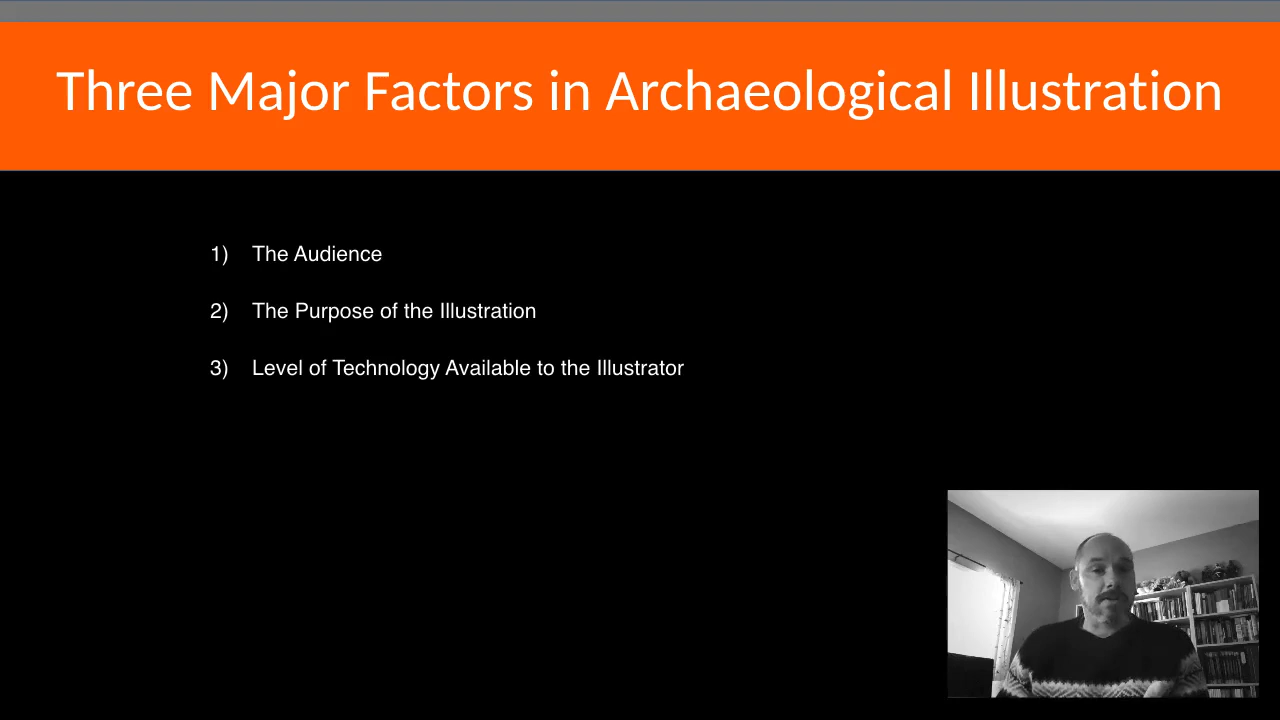 Three Major Factors in Archaeological Illustration
1) The Audience
2) The Purpose of the Illustration
3) Level of Technology Available to the Illustrator